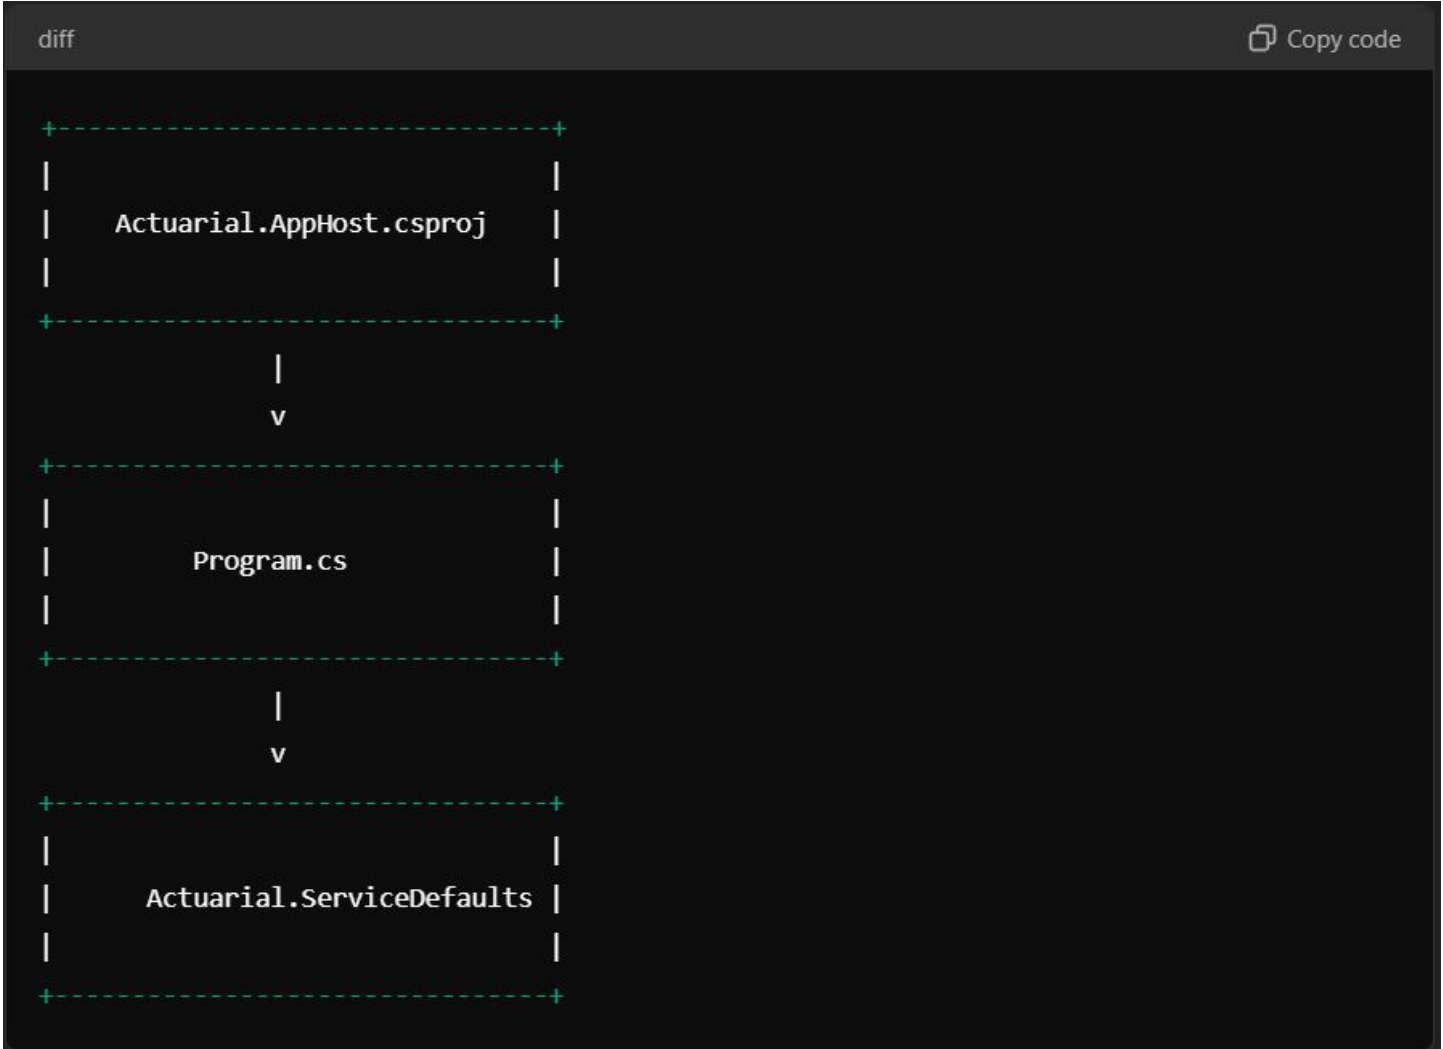 diff
Copy code
+--------------------------------+
|                                |
|    Actuarial.AppHost.csproj    |
|                                |
+--------------------------------+
               |
               v
+--------------------------------+
|                                |
|         Program.cs             |
|                                |
+--------------------------------+
               |
               v
+--------------------------------+
|                                |
|      Actuarial.ServiceDefaults |
|                                |
+--------------------------------+